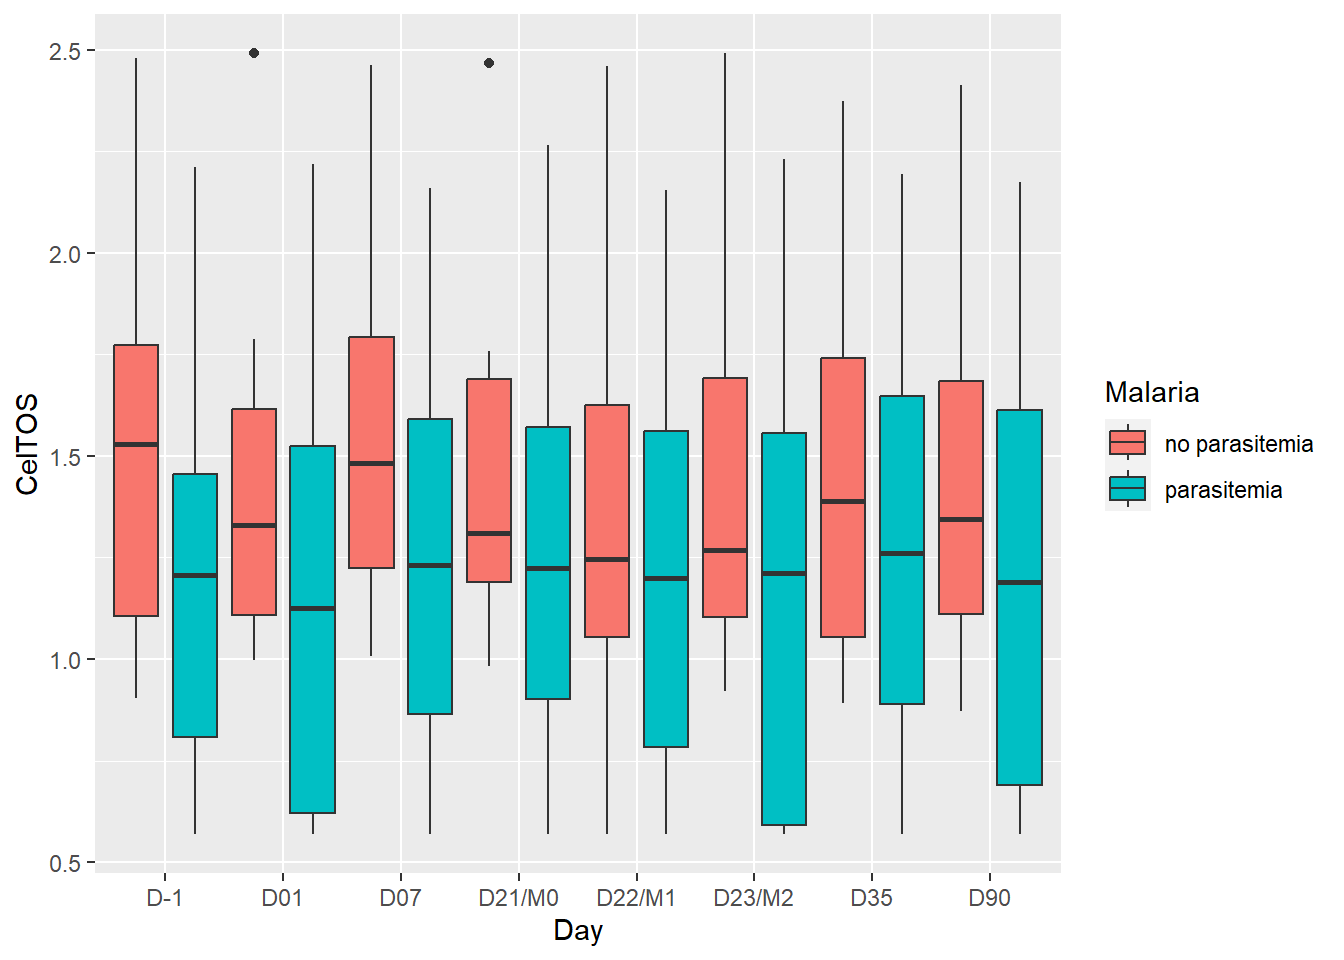 2.5
2.0
1.5
1.0
0.5
CelTOS
D-1 D01 D07 D21/M0 D22/M1 D23/M2 D35 D90
Day
Malaria
no parasitemia
parasitemia